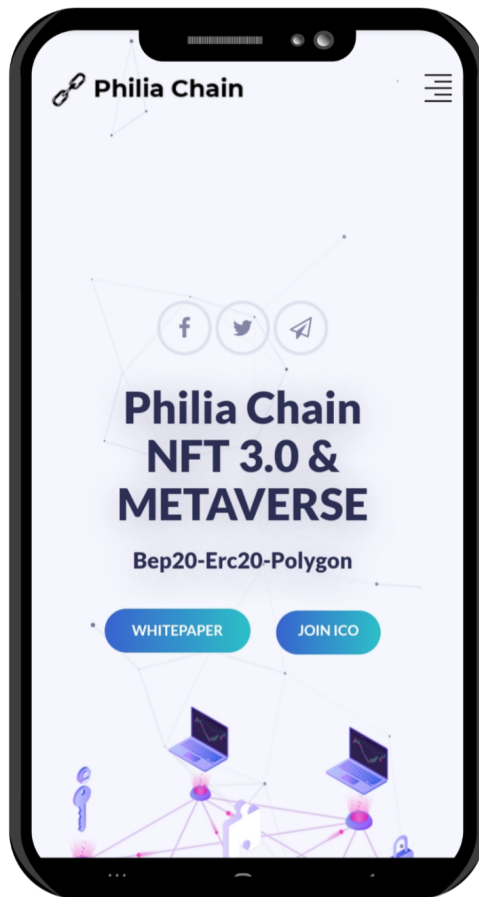 Philia Chain
Philia Chain
NFT 3.0 &
METAVERSE
Bep20-Erc20-Polygon
WHITEPAPER JOIN ICO